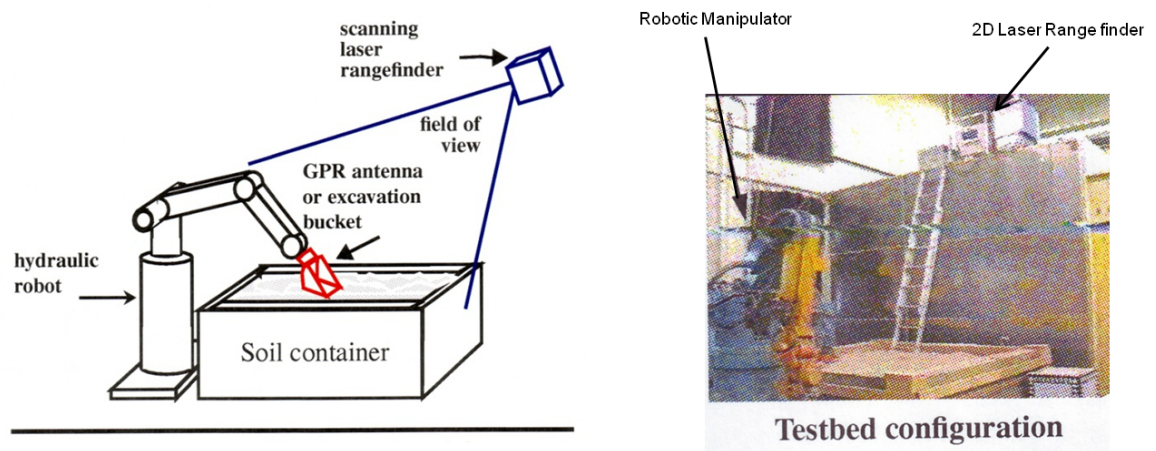 scanning
laser
rangefinder
field of
view
GPR antenna
or excavation
bucket
hydraulic
robot
Soil container
Robotic Manipulator
2D Laser Range finder
Testbed configuration